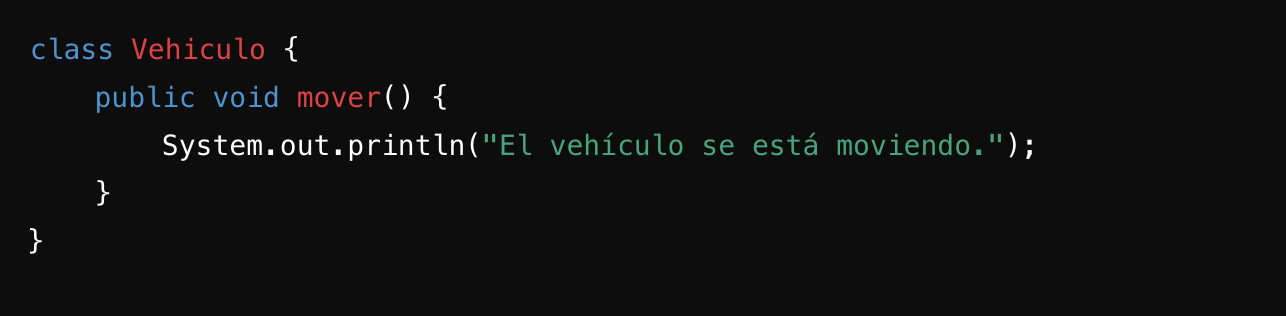 class Vehiculo {
    public void mover() {
        System.out.println("El vehículo se está moviendo.");
    }
}